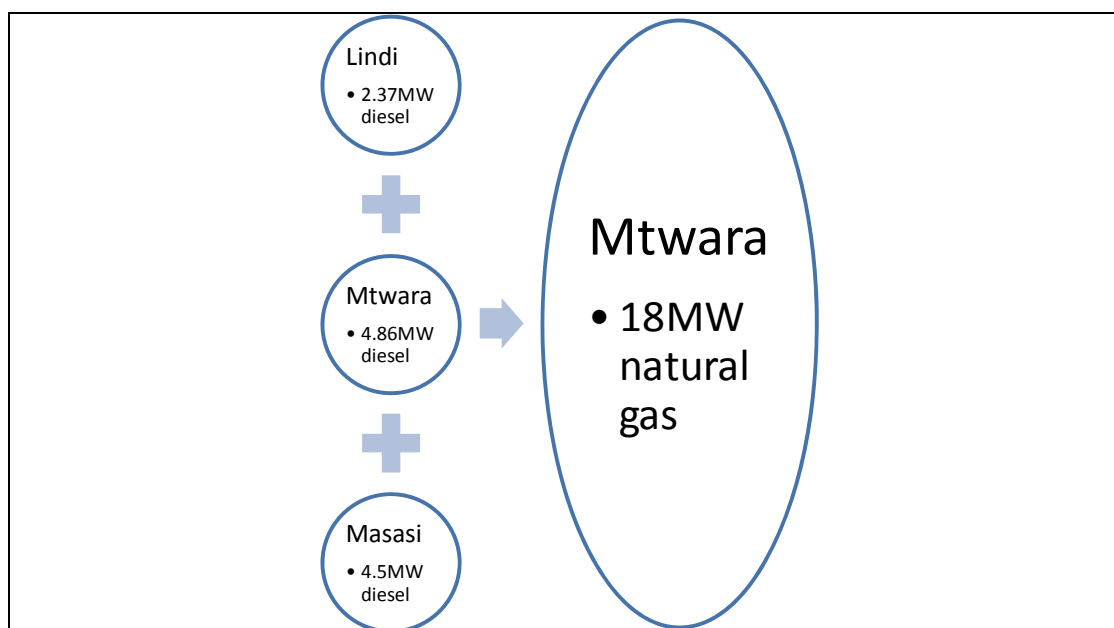 Lindi
• 2.37MW
diesel
Mtwara
• 4.86MW
diesel
Masasi
• 4.5MW
diesel
Mtwara
• 18MW
natural
gas